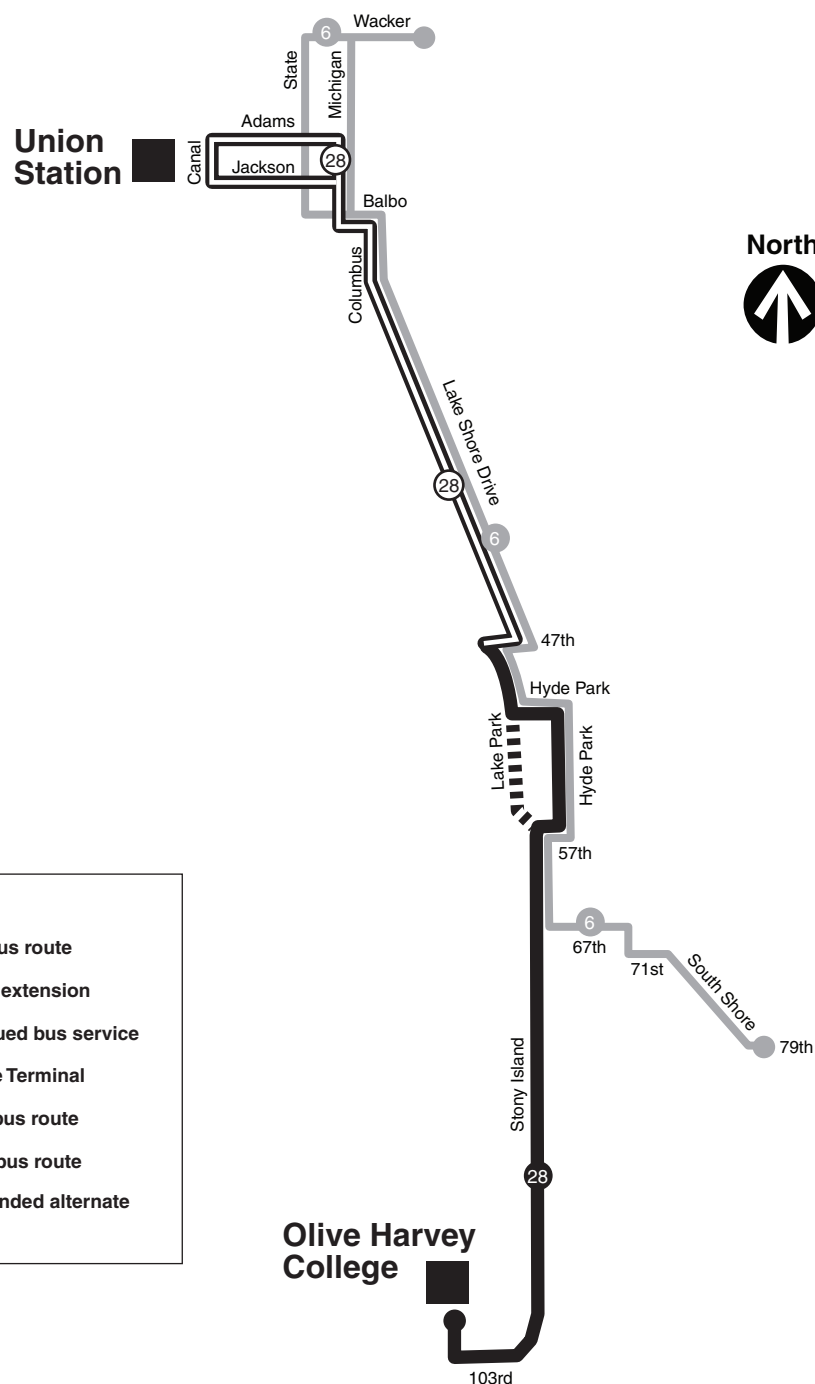 6
Wacker
State
Michigan
Adams
Union
Station
Canal
Jackson
28
Balbo
North
Columbus
Lake Shore Drive
28
6
47th
Hyde Park
Lake Park
Hyde Park
57th
6
67th
71st
South Shore
79th
us route
extension
ued bus service
Terminal
bus route
bus route
nded alternate
Stony Island
28
Olive Harvey
College
103rd